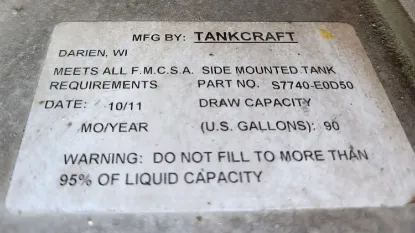 MFG BY: TANKCRAFT
DARIEN, WI
MEETS ALL F.M.C.S.A. SIDE MOUNTED TANK
REQUIREMENTS PART NO. S7740-E0D50
DATE: 10/11 DRAW CAPACITY
MO/YEAR (U.S. GALLONS): 90
WARNING: DO NOT FILL TO MORE THAN
95% OF LIQUID CAPACITY